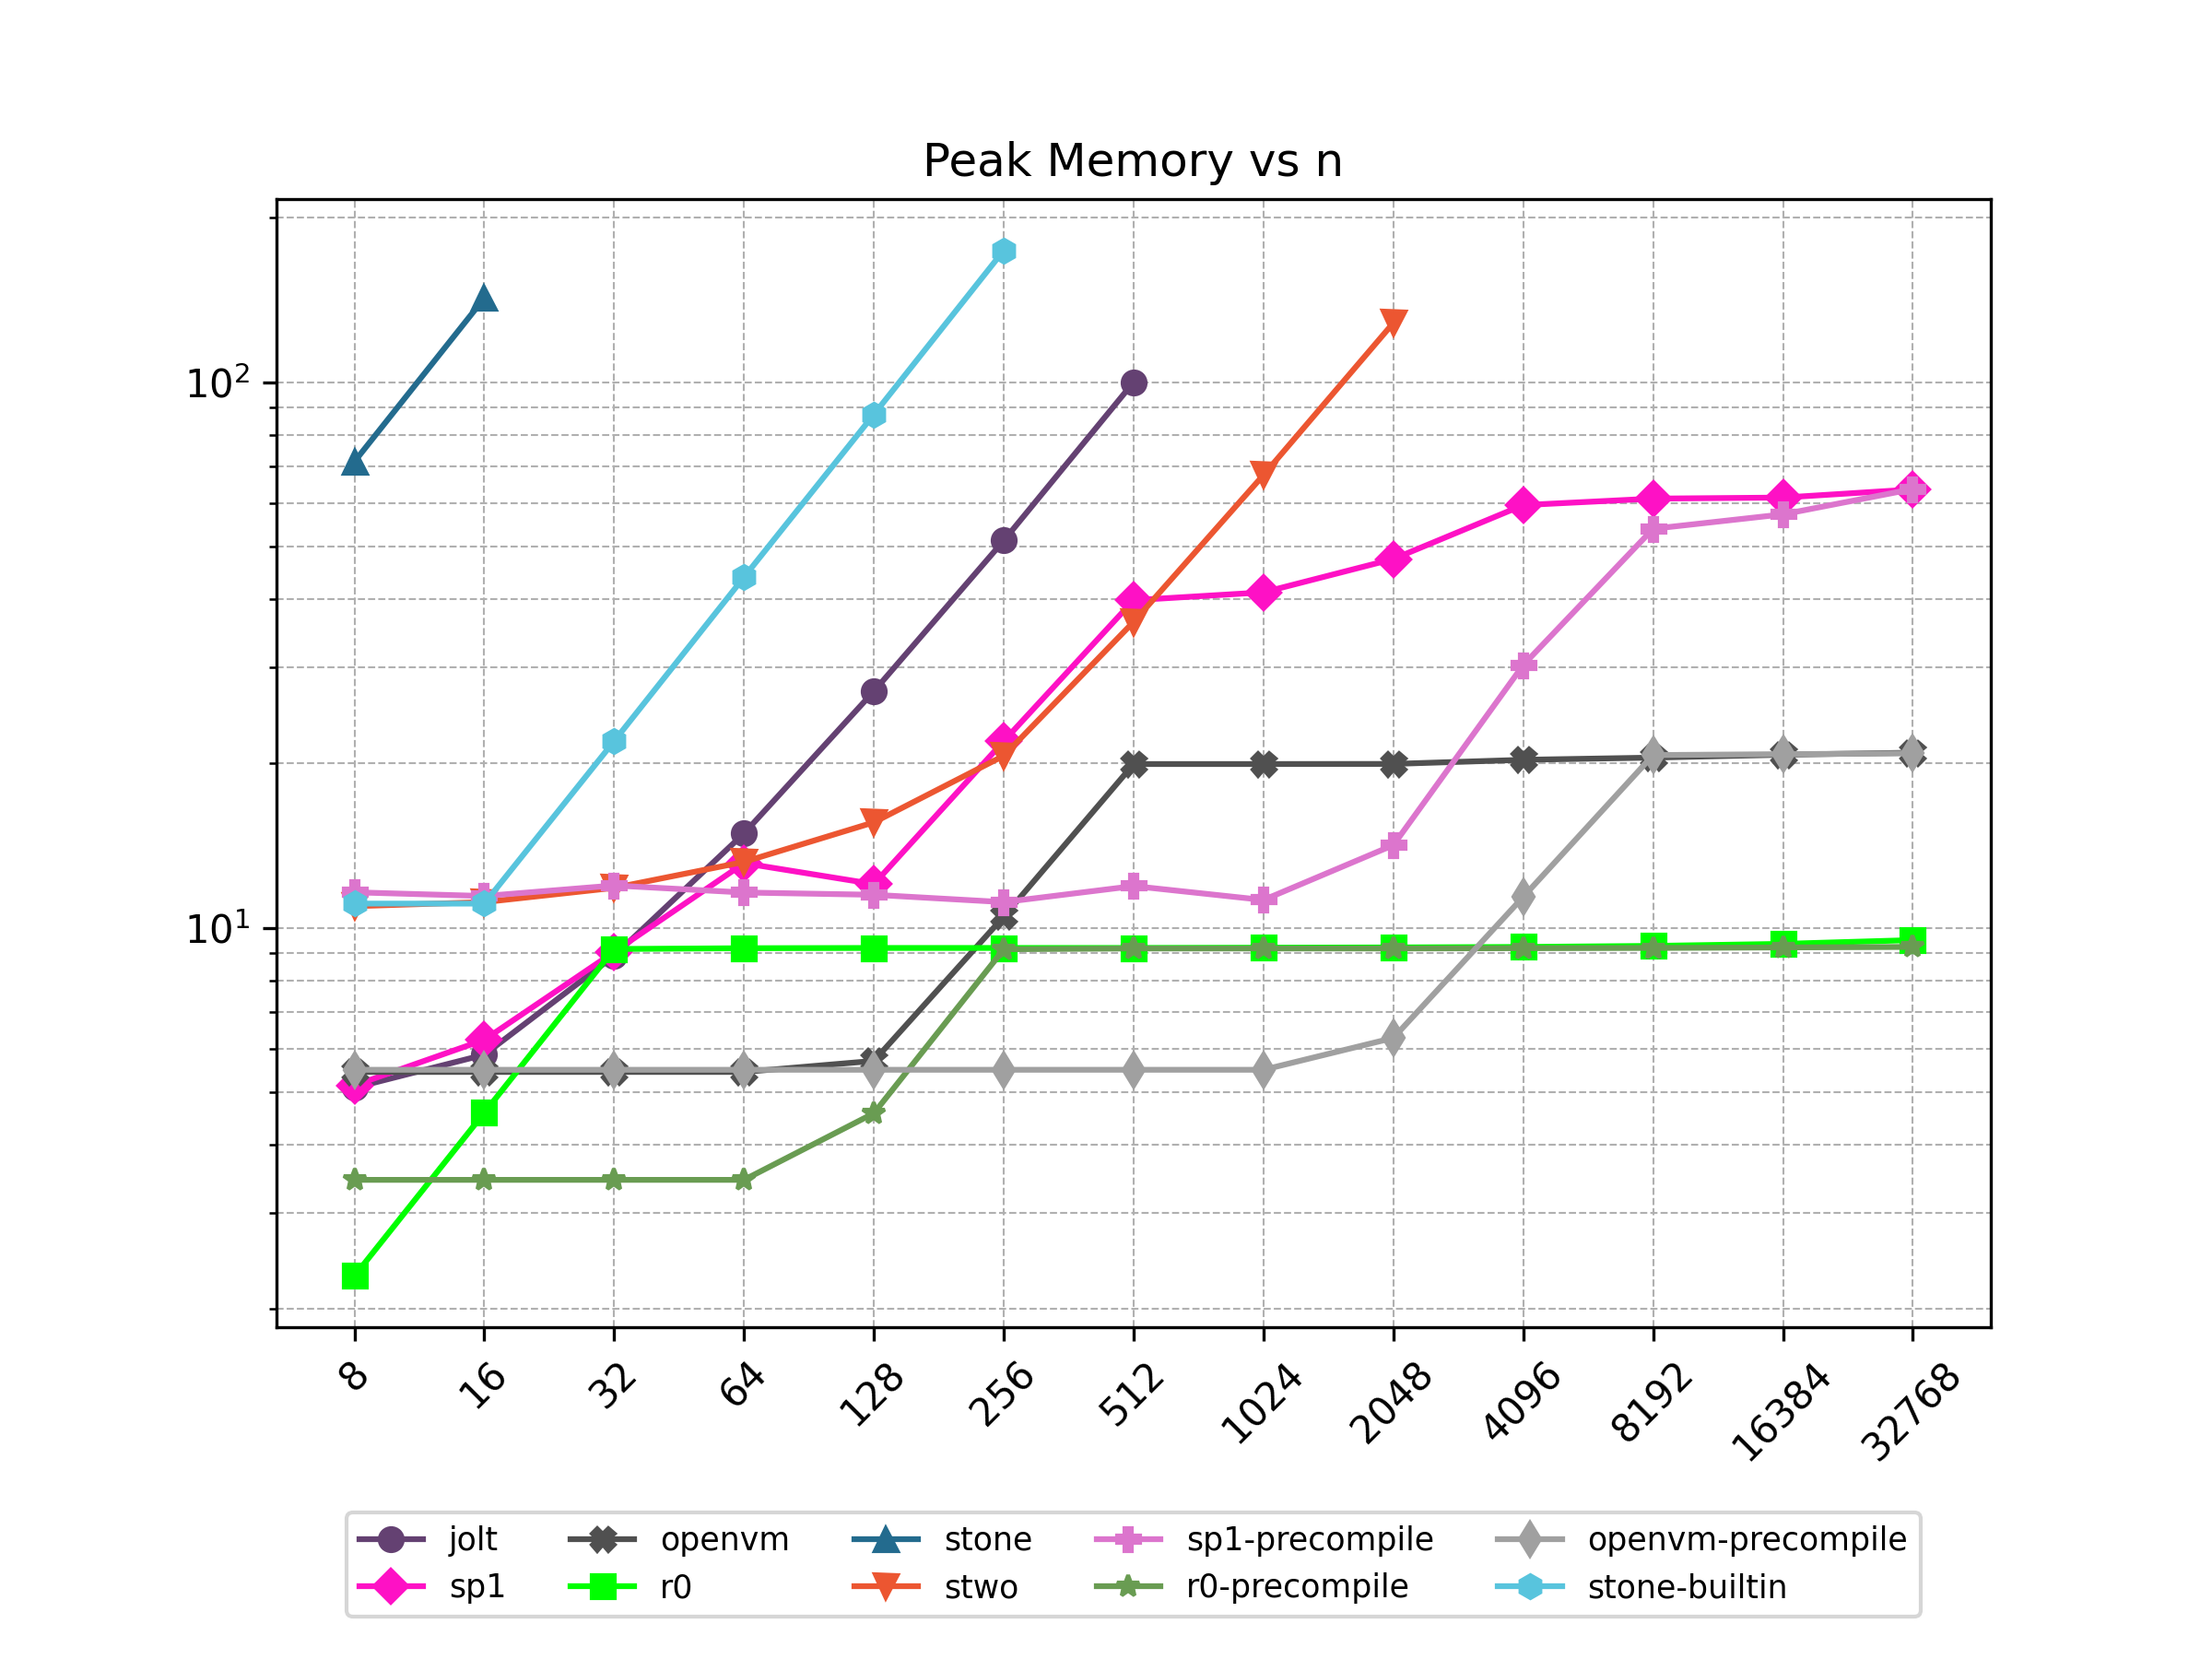 Peak Memory vs n
10²
10¹
8 16 32 64 128 256 512 1024 2048 4096 8192 16384 32768
jolt openvm stone sp1-precompile openvm-precompile
sp1 r0 stwo r0-precompile stone-builtin